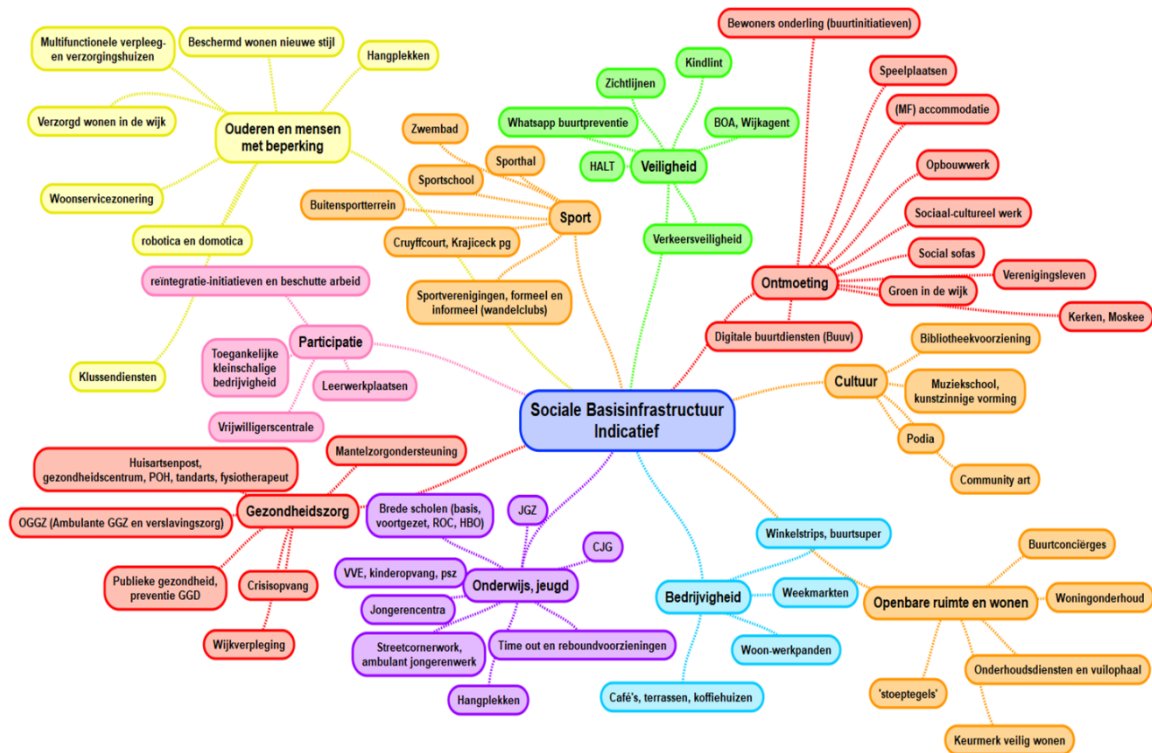 Bewoners onderling (buurtinitiatieven)
Multifunctionele verpleeg-
en verzorgingshuizen
Beschermd wonen nieuwe stijl
Hangplekken
Verzorgd wonen in de wijk
Ouderen en mensen
met beperking
Woonservicezonering
robotica en domotica
Klussendiensten
Zwembad
Sporthal
Sportschool
Buitensportterrein
Sport
Cruyffcourt, Krajiceck pg
Sportverenigingen, formeel en
informeel (wandelclubs)
Kindlint
Zichtlijnen
Whatsapp buurtpreventie
BOA, Wijkagent
HALT
Veiligheid
Verkeersveiligheid
Speelplaatsen
(MF) accommodatie
Opbouwwerk
Sociaal-cultureel werk
Social sofas
Verenigingsleven
Ontmoeting
Groen in de wijk
Kerken, Moskee
Digitale buurtdiensten (Buuv)
reïntegratie-initiatieven en beschutte arbeid
Participatie
Toegankelijke
kleinschalige
bedrijvigheid
Leerwerkplaatsen
Vrijwilligerscentrale
Sociale Basisinfrastructuur
Indicatief
Bibliotheekvoorziening
Cultuur
Muziekschool,
kunstzinnige vorming
Podia
Community art
Mantelzorgondersteuning
Huisartsenpost,
gezondheidscentrum, POH, tandarts, fysiotherapeut
Gezondheidszorg
OGGZ (Ambulante GGZ en verslavingszorg)
Publieke gezondheid,
preventie GGD
Crisisopvang
Wijkverpleging
Brede scholen (basis,
voortgezet, ROC, HBO)
JGZ
CJG
VVE, kinderopvang, psz
Onderwijs, jeugd
Jongerencentra
Streetcornerwork,
ambulant jongerenwerk
Time out en reboundvoorzieningen
Hangplekken
Winkelstrips, buurtsuper
Bedrijvigheid
Weekmarkten
Woon-werkpanden
Café's, terrassen, koffiehuizen
Buurtconciërges
Openbare ruimte en wonen
Woningonderhoud
Onderhoudsdiensten en vuilophaal
'stoeptegels'
Keurmerk veilig wonen